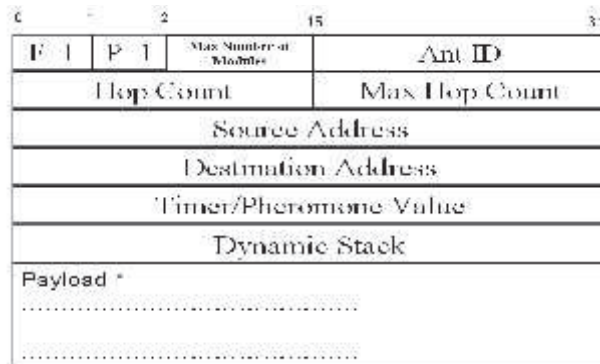 0 1 2 15 31
F 1 P 1 Max Number of Modules Ant ID
Hop Count Max Hop Count
Source Address
Destination Address
Timer/Pheromone Value
Dynamic Stack
Payload *